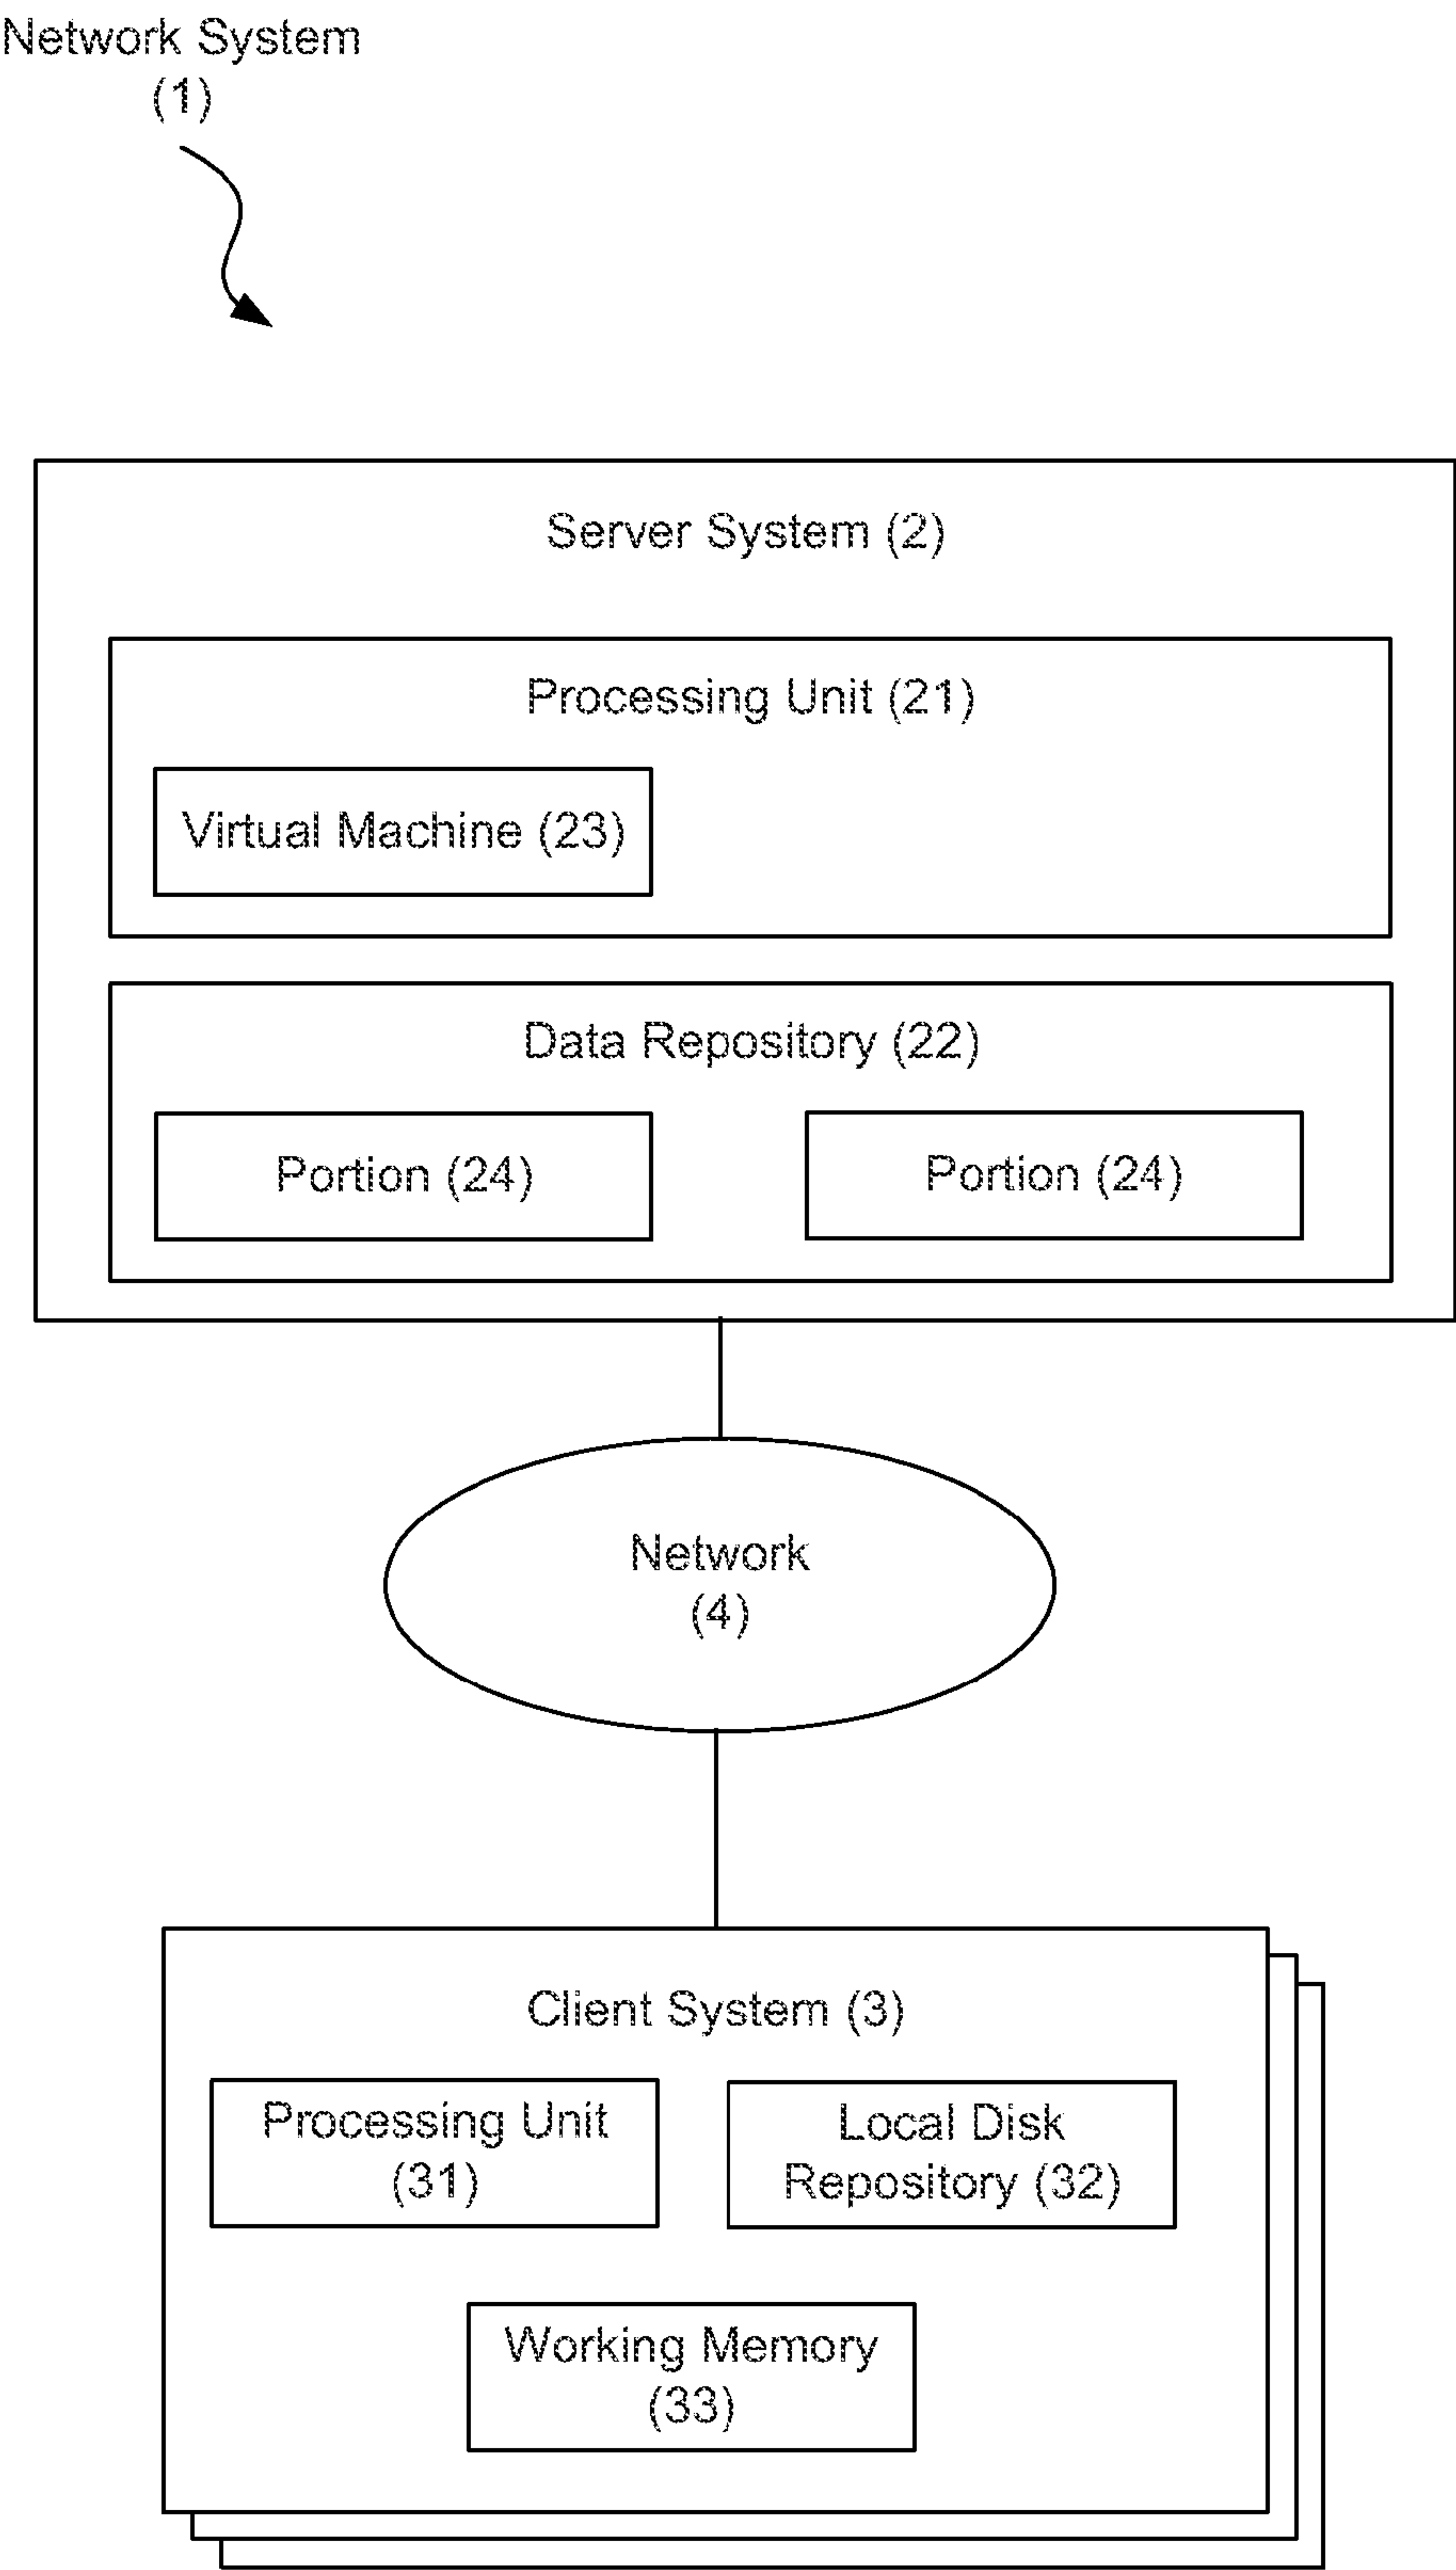 Network System
(1)
Server System (2)
Processing Unit (21)
Virtual Machine (23)
Data Repository (22)
Portion (24)
Portion (24)
Network
(4)
Client System (3)
Processing Unit
(31)
Local Disk
Repository (32)
Working Memory
(33)